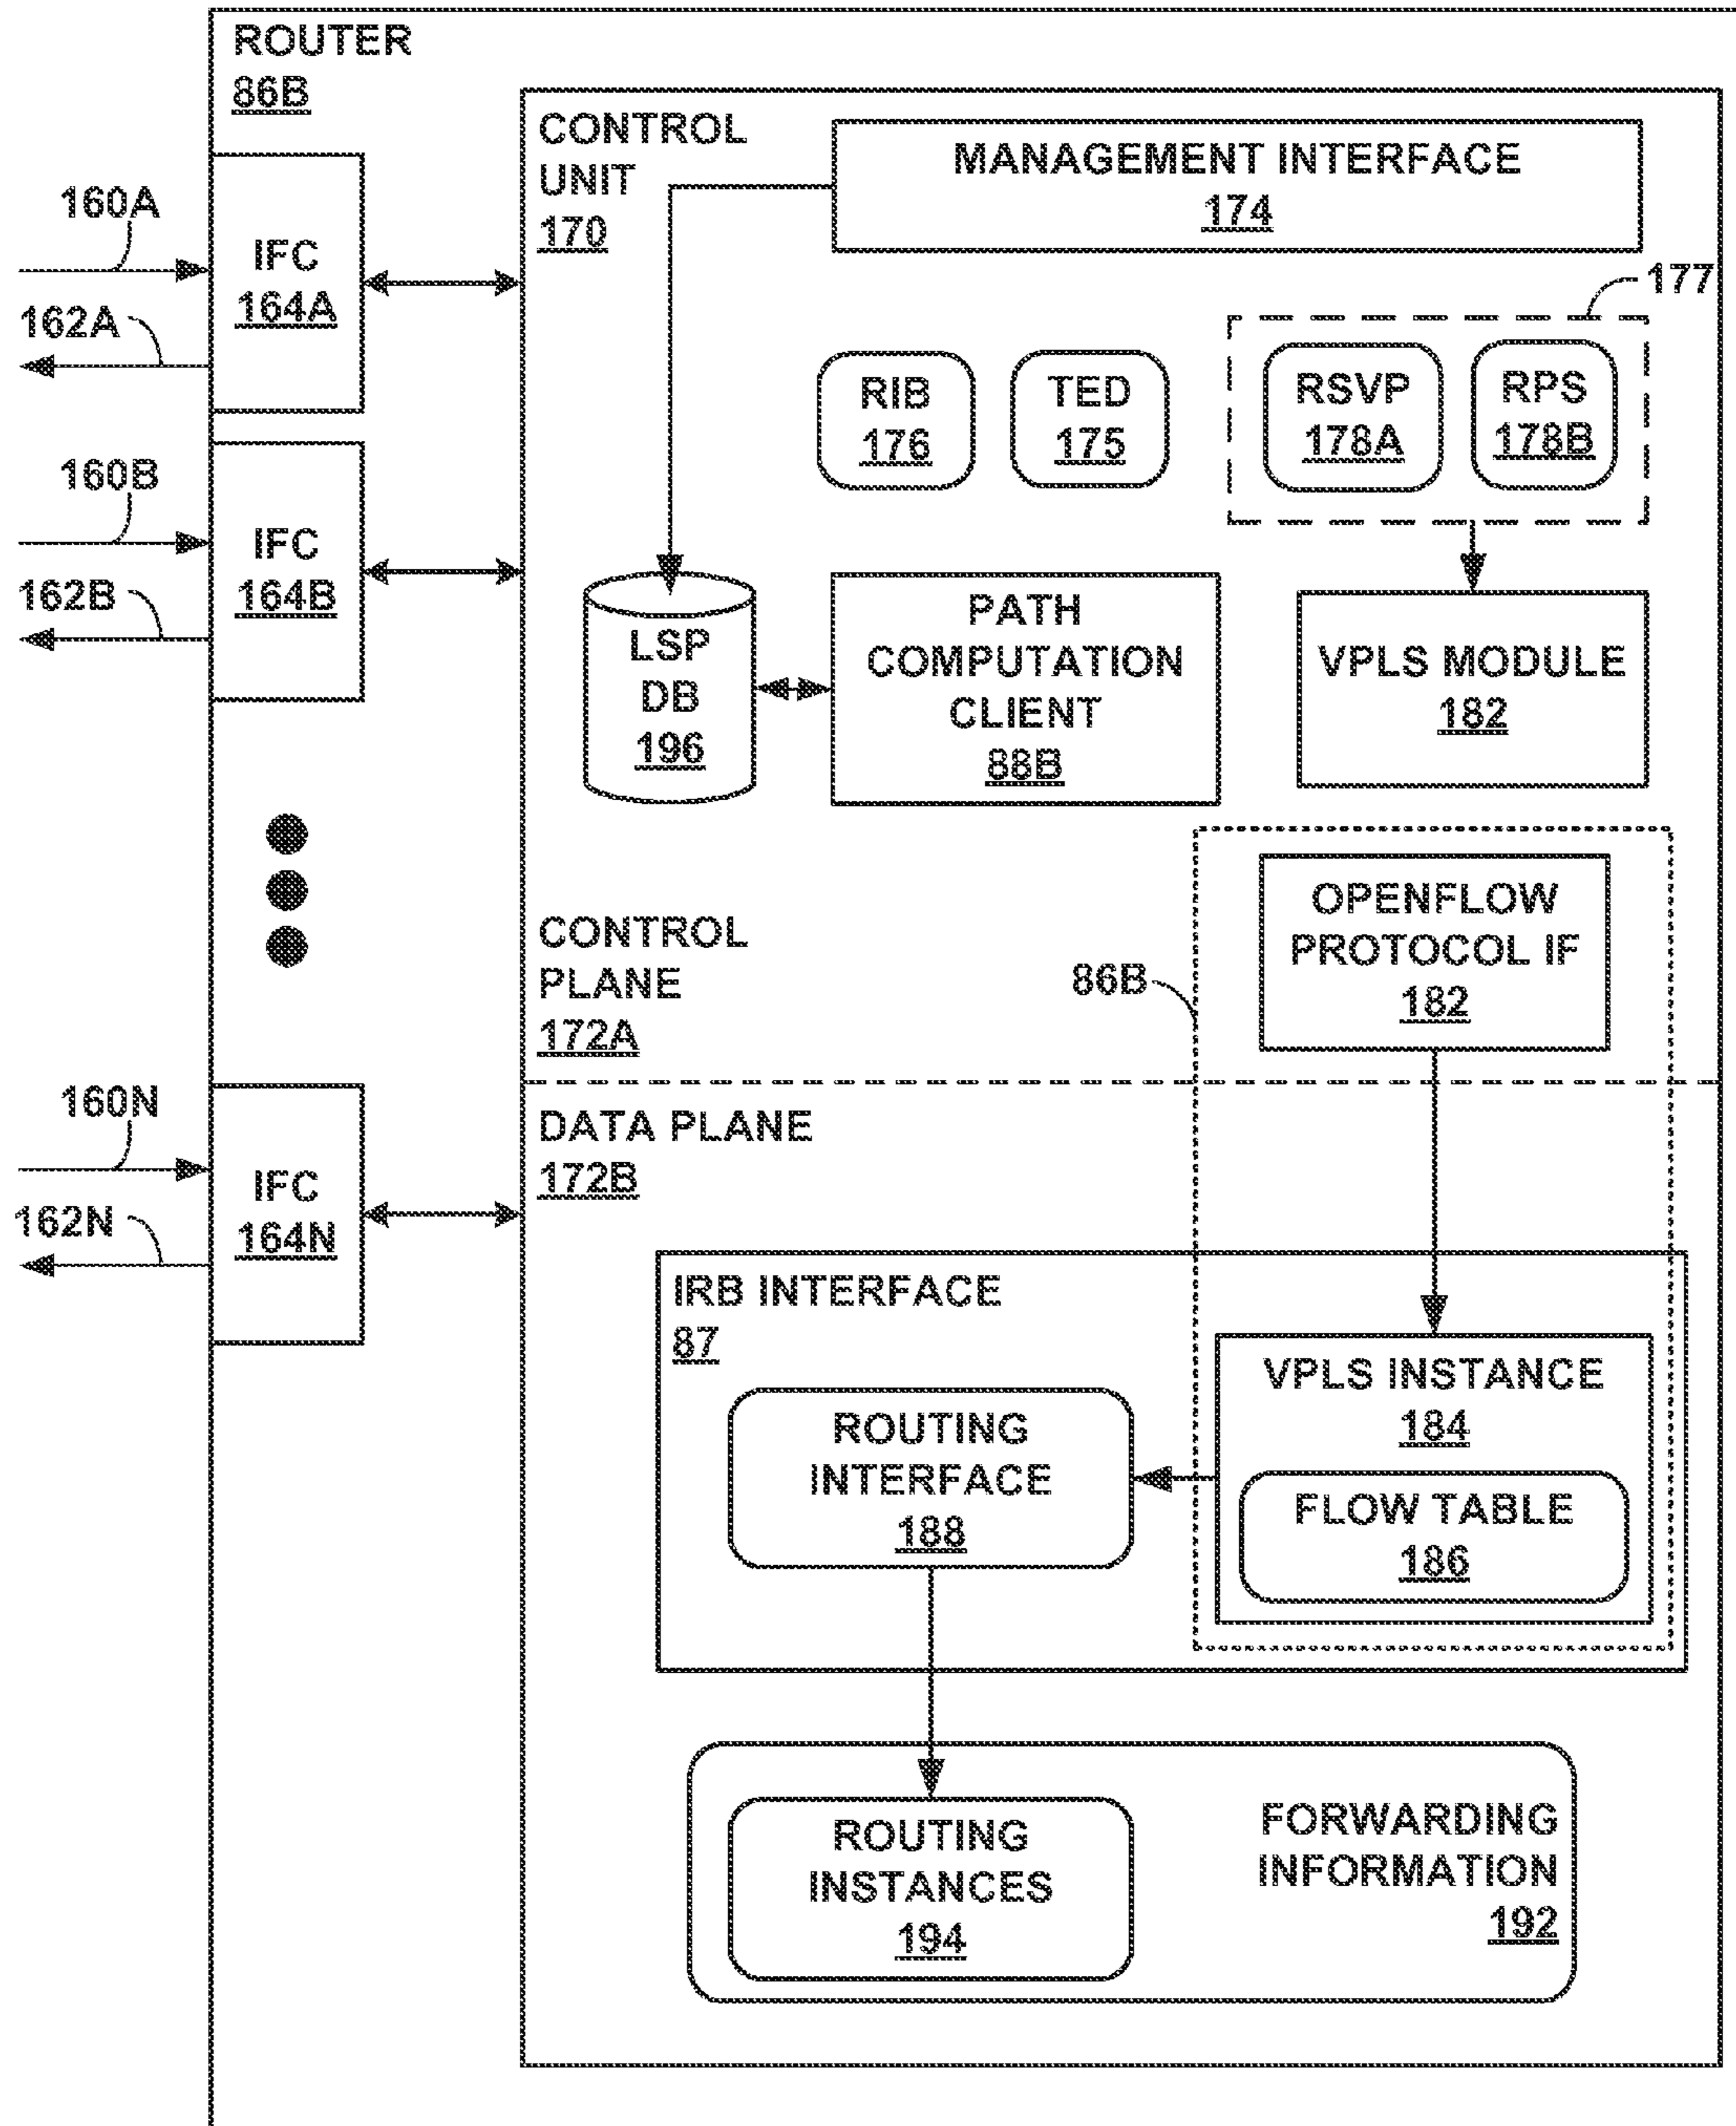 ROUTER
86B
CONTROL
UNIT
170
MANAGEMENT INTERFACE
174
160A
162A
IFC
164A
177
RIB
176
TED
175
RSVP
178A
RPS
178B
160B
162B
IFC
164B
LSP
DB
196
PATH
COMPUTATION
CLIENT
88B
VPLS MODULE
182
OPENFLOW
PROTOCOL IF
182
86B
CONTROL
PLANE
172A
160N
162N
IFC
164N
DATA PLANE
172B
IRB INTERFACE
87
VPLS INSTANCE
184
FLOW TABLE
186
ROUTING
INTERFACE
188
ROUTING
INSTANCES
194
FORWARDING
INFORMATION
192